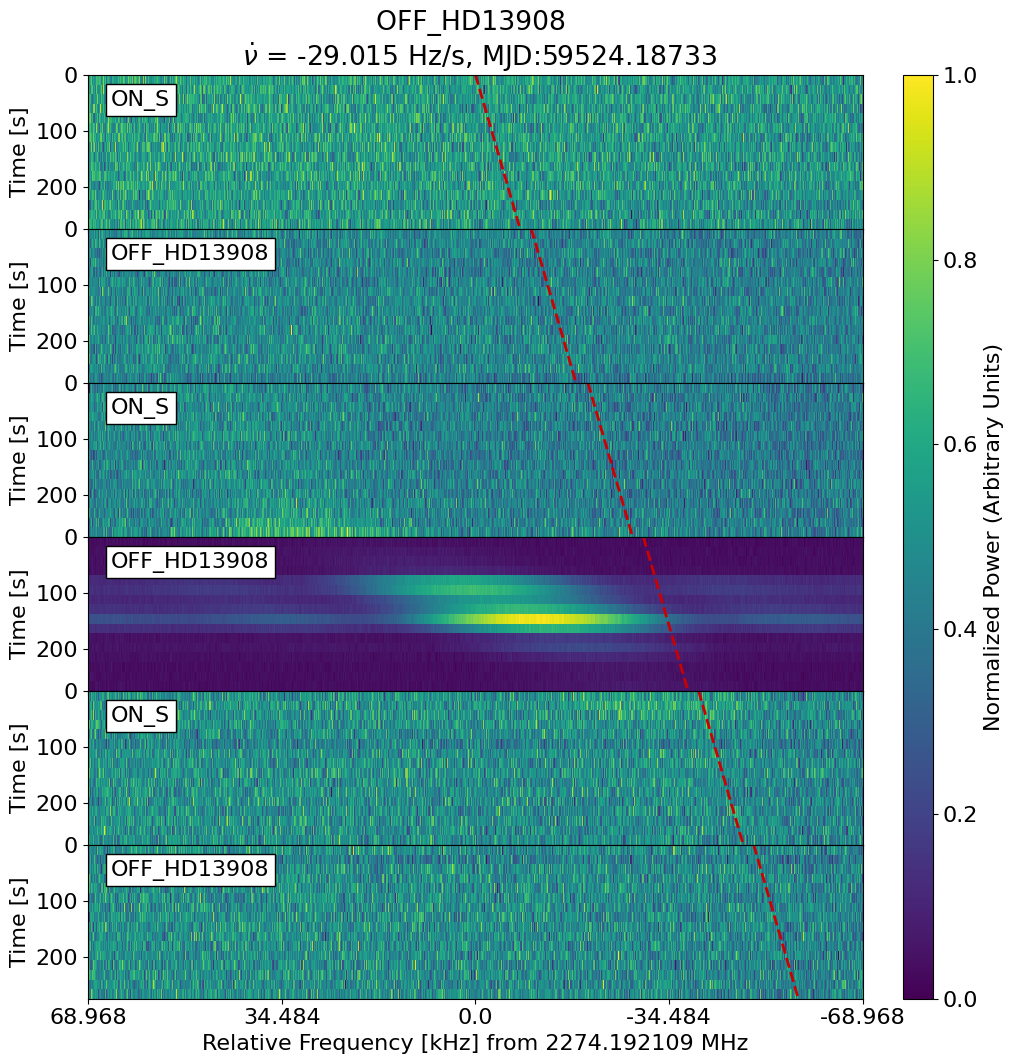 OFF_HD13908
ν̇ = -29.015 Hz/s, MJD:59524.18733
0
100
200
Time [s]
ON_S
0
100
200
Time [s]
OFF_HD13908
0
100
200
Time [s]
ON_S
0
100
200
Time [s]
OFF_HD13908
0
100
200
Time [s]
ON_S
0
100
200
Time [s]
OFF_HD13908
68.968 34.484 0.0 -34.484 -68.968
Relative Frequency [kHz] from 2274.192109 MHz
1.0
0.8
0.6
0.4
0.2
0.0
Normalized Power (Arbitrary Units)